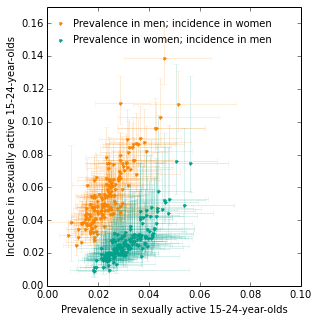 Prevalence in men; incidence in women
Prevalence in women; incidence in men
Incidence in sexually active 15-24-year-olds
0.16
0.14
0.12
0.10
0.08
0.06
0.04
0.02
0.00
0.00 0.02 0.04 0.06 0.08 0.10
Prevalence in sexually active 15-24-year-olds